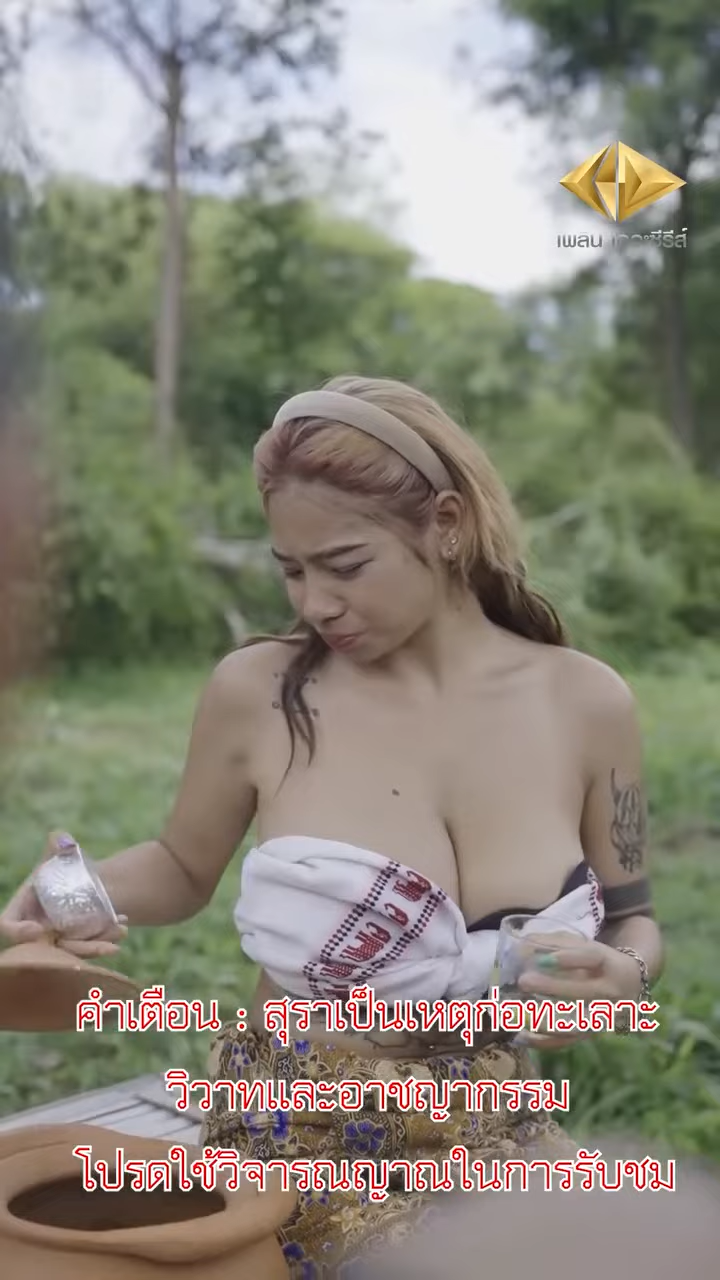 เพลิน
คำเตือน : สุราเป็นเหตุก่อทะเลาะ
วิวาทและอาชญากรรม
โปรดใช้วิจารณญาณในการรับชม